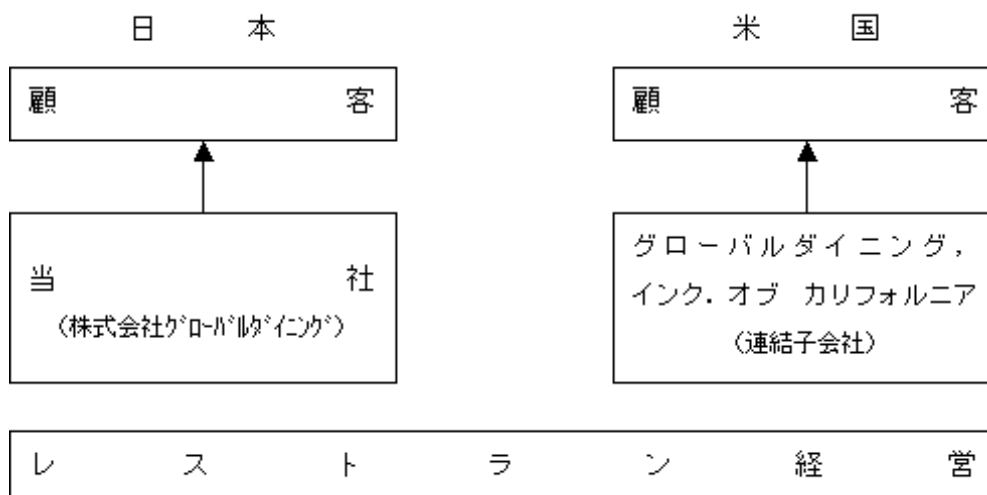 日本
米国
顧客
顧客
当社
(株式会社ｸﾞﾛｰﾊﾞﾙﾀﾞｲﾆﾝｸﾞ)
グローバルダイニング,
インク. オブ カリフォルニア
(連結子会社)
レストラン経営